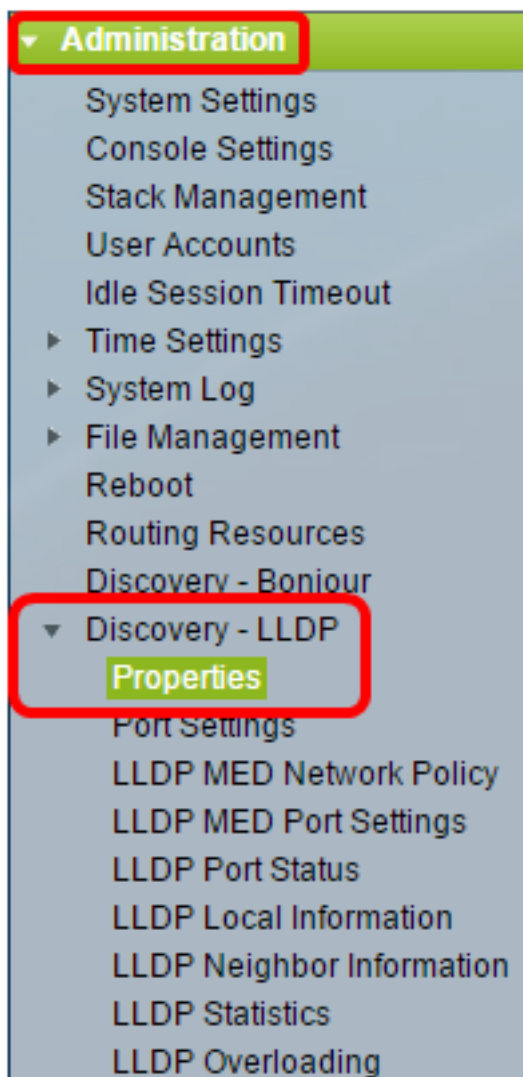 Administration
System Settings
Console Settings
Stack Management
User Accounts
Idle Session Timeout
Time Settings
System Log
File Management
Reboot
Routing Resources
Discovery - Bonjour
Discovery - LLDP
Properties
Port Settings
LLDP MED Network Policy
LLDP MED Port Settings
LLDP Port Status
LLDP Local Information
LLDP Neighbor Information
LLDP Statistics
LLDP Overloading